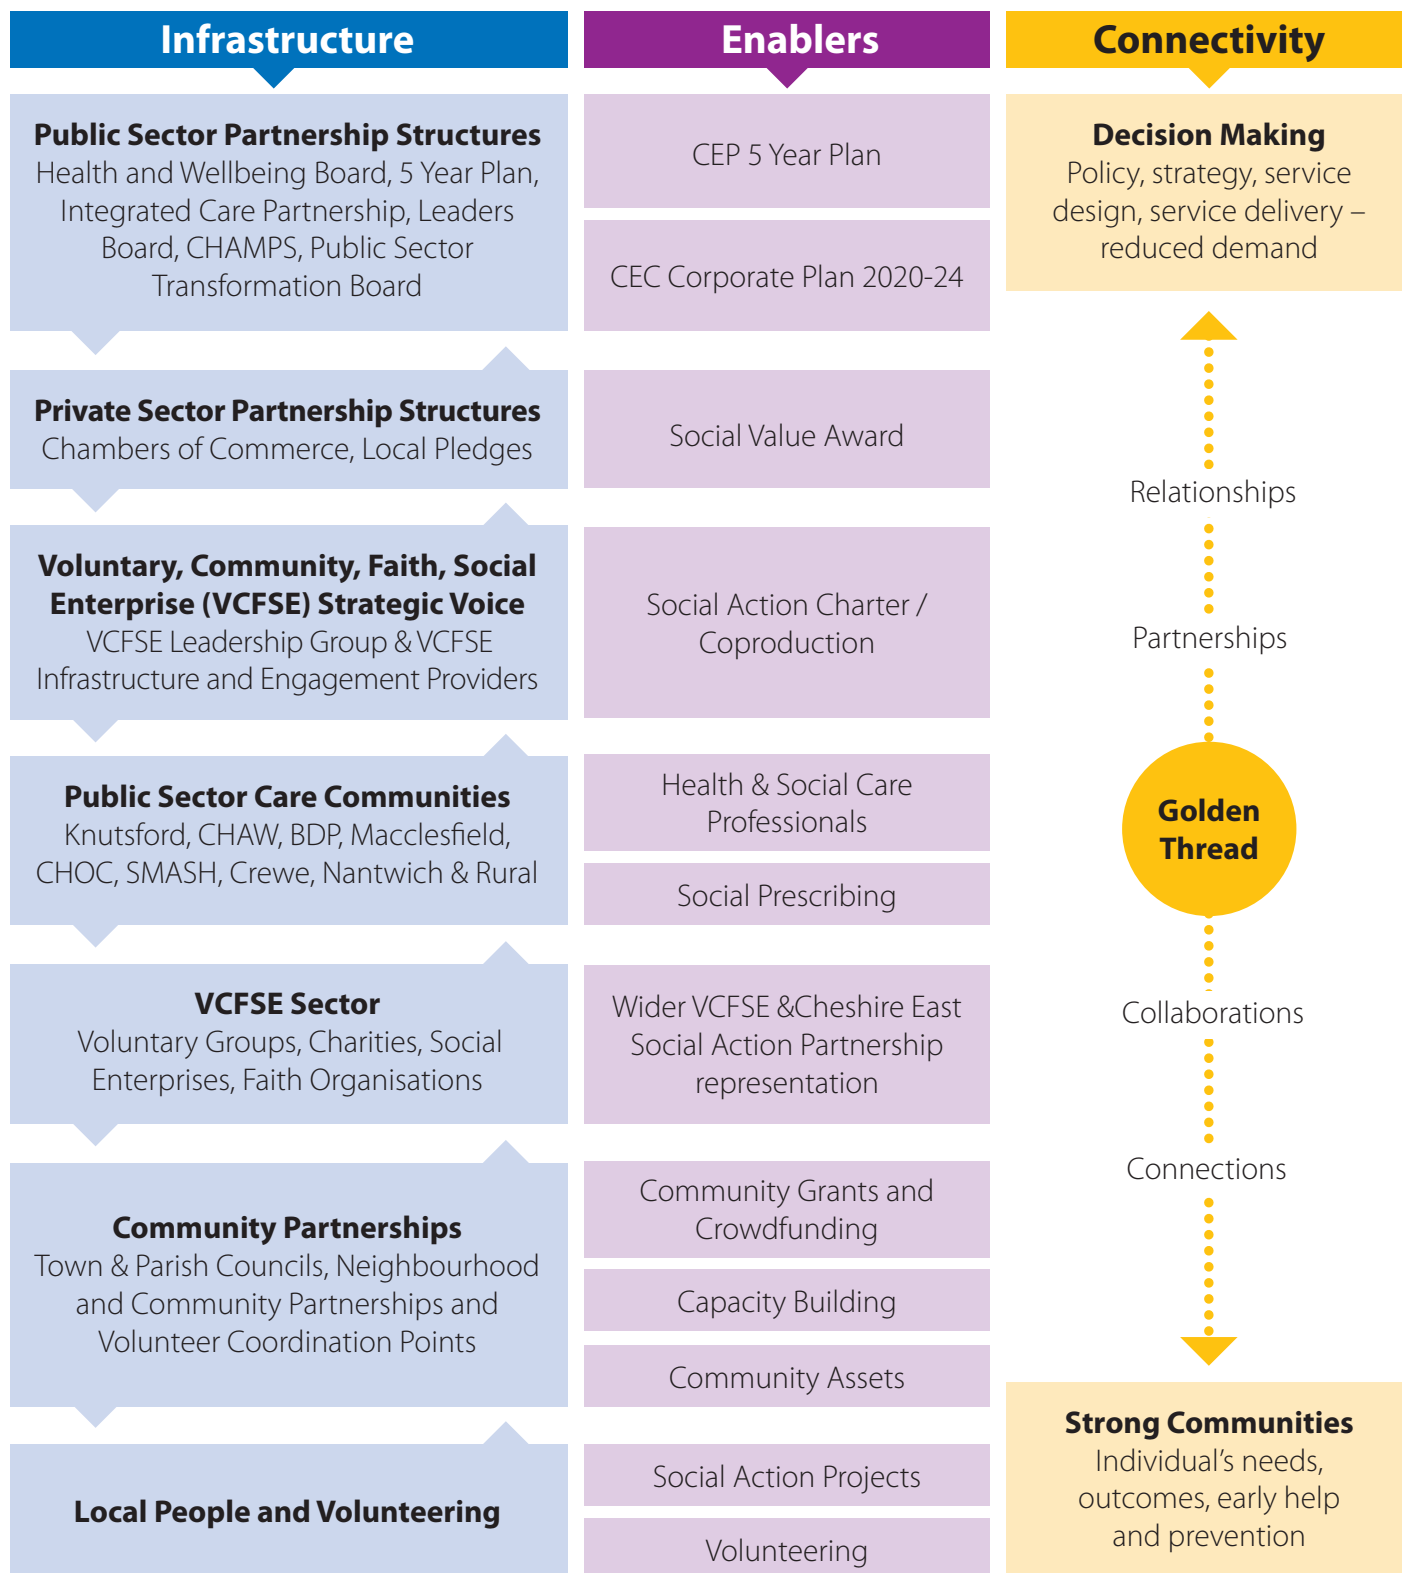 Infrastructure
Public Sector Partnership Structures
Health and Wellbeing Board, 5 Year Plan,
Integrated Care Partnership, Leaders
Board, CHAMPS, Public Sector
Transformation Board
Private Sector Partnership Structures
Chambers of Commerce, Local Pledges
Voluntary, Community, Faith, Social
Enterprise (VCFSE) Strategic Voice
VCFSE Leadership Group & VCFSE
Infrastructure and Engagement Providers
Public Sector Care Communities
Knutsford, CHAW, BDP, Macclesfield,
CHOC, SMASH, Crewe, Nantwich & Rural
VCFSE Sector
Voluntary Groups, Charities, Social
Enterprises, Faith Organisations
Community Partnerships
Town & Parish Councils, Neighbourhood
and Community Partnerships and
Volunteer Coordination Points
Local People and Volunteering
Enablers
CEP 5 Year Plan
CEC Corporate Plan 2020-24
Social Value Award
Social Action Charter /
Coproduction
Health & Social Care
Professionals
Social Prescribing
Wider VCFSE &Cheshire East
Social Action Partnership
representation
Community Grants and
Crowdfunding
Capacity Building
Community Assets
Social Action Projects
Volunteering
Connectivity
Decision Making
Policy, strategy, service
design, service delivery –
reduced demand
Relationships
Partnerships
Golden
Thread
Collaborations
Connections
Strong Communities
Individual’s needs,
outcomes, early help
and prevention